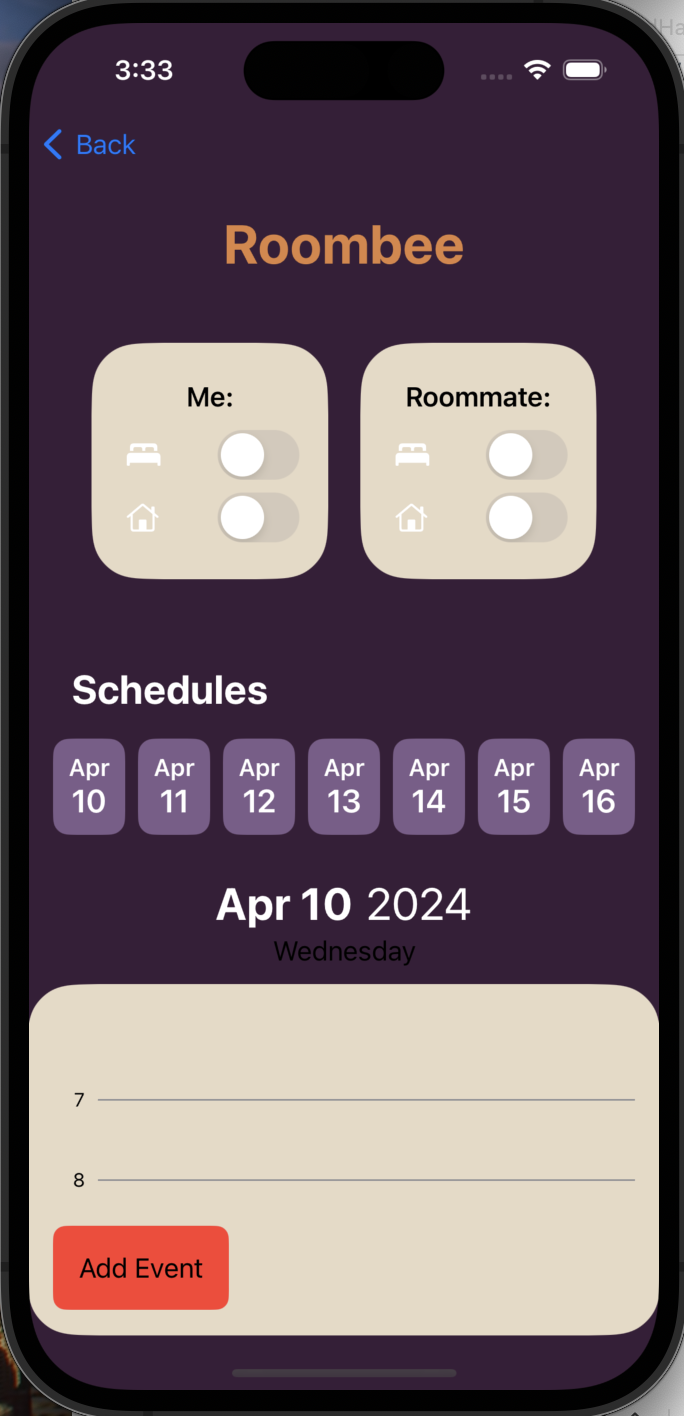 3:33
Back
Roombee
Me:
Roommate:
Schedules
Apr 10
Apr 11
Apr 12
Apr 13
Apr 14
Apr 15
Apr 16
Apr 10 2024
Wednesday
7
8
Add Event